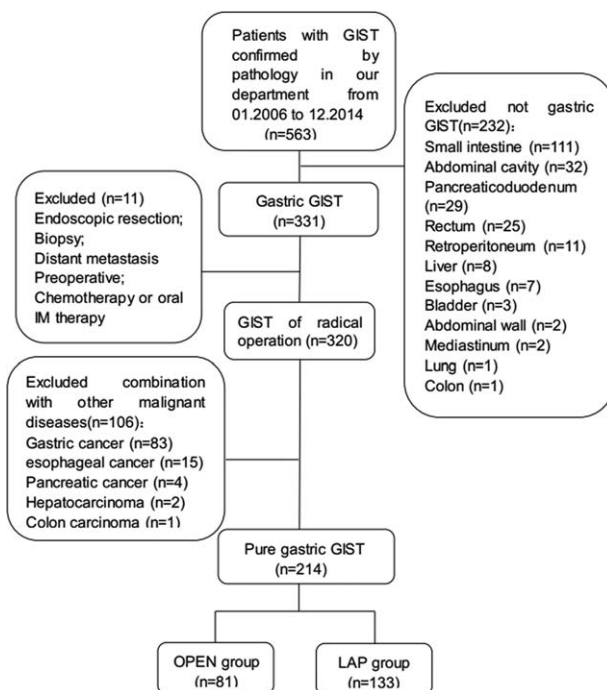 Patients with GIST
confirmed by
pathology in our
department from
01.2006 to 12.2014
(n=563)
Excluded not gastric
GIST(n=232):
Small intestine (n=111)
Abdominal cavity (n=32)
Pancreaticoduodenum
(n=29)
Rectum (n=25)
Retroperitoneum (n=11)
Liver (n=8)
Esophagus (n=7)
Bladder (n=3)
Abdominal wall (n=2)
Mediastinum (n=2)
Lung (n=1)
Colon (n=1)
Gastric GIST
(n=331)
Excluded (n=11)
Endoscopic resection;
Biopsy;
Distant metastasis
Preoperative;
Chemotherapy or oral
IM therapy
GIST of radical
operation (n=320)
Excluded combination
with other malignant
diseases(n=106):
Gastric cancer (n=83)
esophageal cancer (n=15)
Pancreatic cancer (n=4)
Hepatocarcinoma (n=2)
Colon carcinoma (n=1)
Pure gastric GIST
(n=214)
OPEN group
(n=81)
LAP group
(n=133)